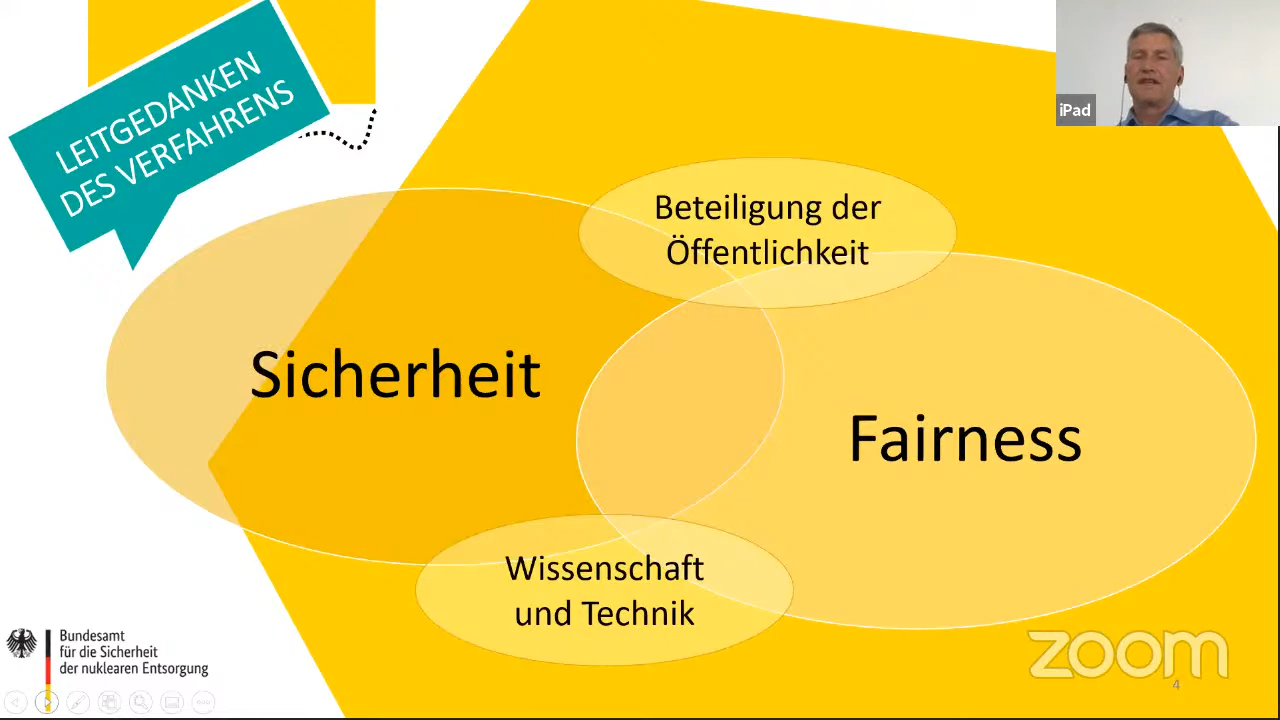 LEITGEDANKEN
DES VERFAHRENS
iPad
Beteiligung der
Öffentlichkeit
Sicherheit
Fairness
Wissenschaft
und Technik
Bundesamt
für die Sicherheit
der nuklearen Entsorgung
zoom
4